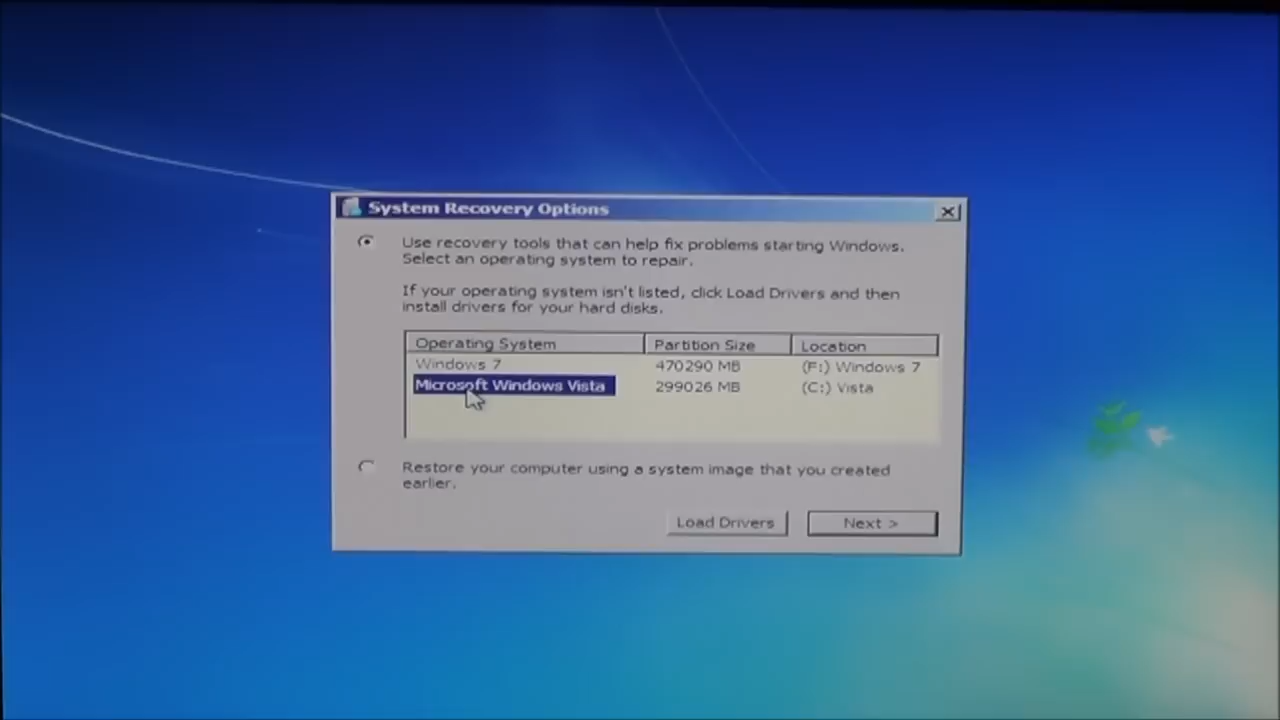 System Recovery Options
Use recovery tools that can help fix problems starting Windows.
Select an operating system to repair.
If your operating system isn't listed, click Load Drivers and then
install drivers for your hard disks.
Operating System Partition Size Location
Windows 7 470290 MB (F:) Windows 7
Microsoft Windows Vista 299026 MB (C:) Vista
Restore your computer using a system image that you created
earlier.
Load Drivers Next >